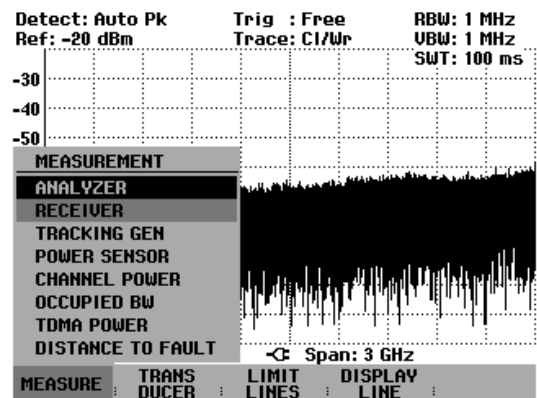 Detect: Auto Pk Trig : Free RBW: 1 MHz
Ref: -20 dBm Trace: Cl/Wr VBW: 1 MHz
SWT: 100 ms
-30
-40
-50
MEASUREMENT
ANALYZER
RECEIVER
TRACKING GEN
POWER SENSOR
CHANNEL POWER
OCCUPIED BW
TDMA POWER
DISTANCE TO FAULT
Span: 3 GHz
MEASURE TRANS DUCER LIMIT LINES DISPLAY LINE